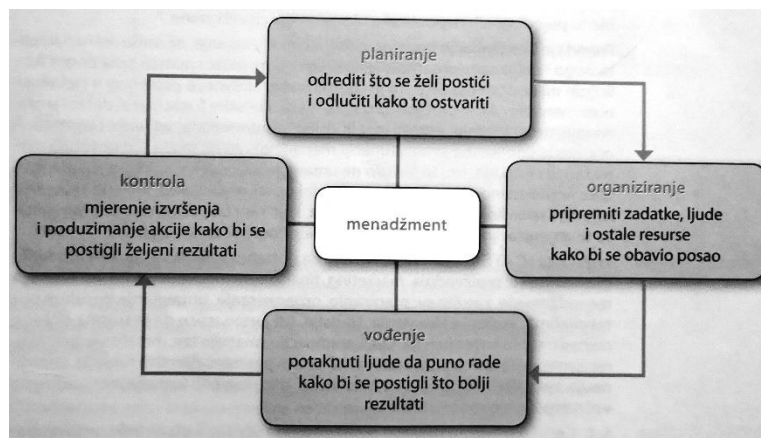 planiranje
odrediti što se želi postići
i odlučiti kako to ostvariti
kontrola
mjerenje izvršenja
i poduzimanje akcije kako bi se
postigli željeni rezultati
menadžment
organiziranje
pripremiti zadatke, ljude
i ostale resurse
kako bi se obavio posao
vođenje
potaknuti ljude da puno rade
kako bi se postigli što bolji
rezultati